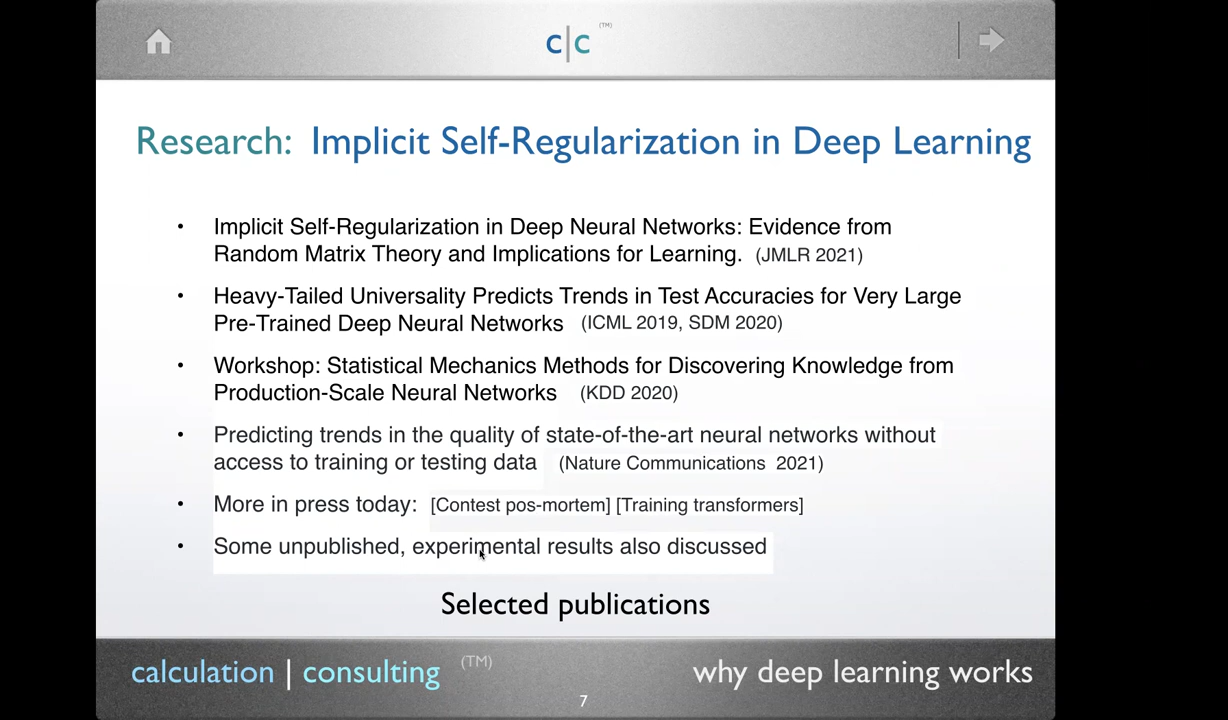 c|c (TM)
Research: Implicit Self-Regularization in Deep Learning
• Implicit Self-Regularization in Deep Neural Networks: Evidence from
Random Matrix Theory and Implications for Learning. (JMLR 2021)
• Heavy-Tailed Universality Predicts Trends in Test Accuracies for Very Large
Pre-Trained Deep Neural Networks (ICML 2019, SDM 2020)
• Workshop: Statistical Mechanics Methods for Discovering Knowledge from
Production-Scale Neural Networks (KDD 2020)
• Predicting trends in the quality of state-of-the-art neural networks without
access to training or testing data (Nature Communications 2021)
• More in press today: [Contest pos-mortem] [Training transformers]
• Some unpublished, experimental results also discussed
Selected publications
calculation | consulting (TM) why deep learning works
7